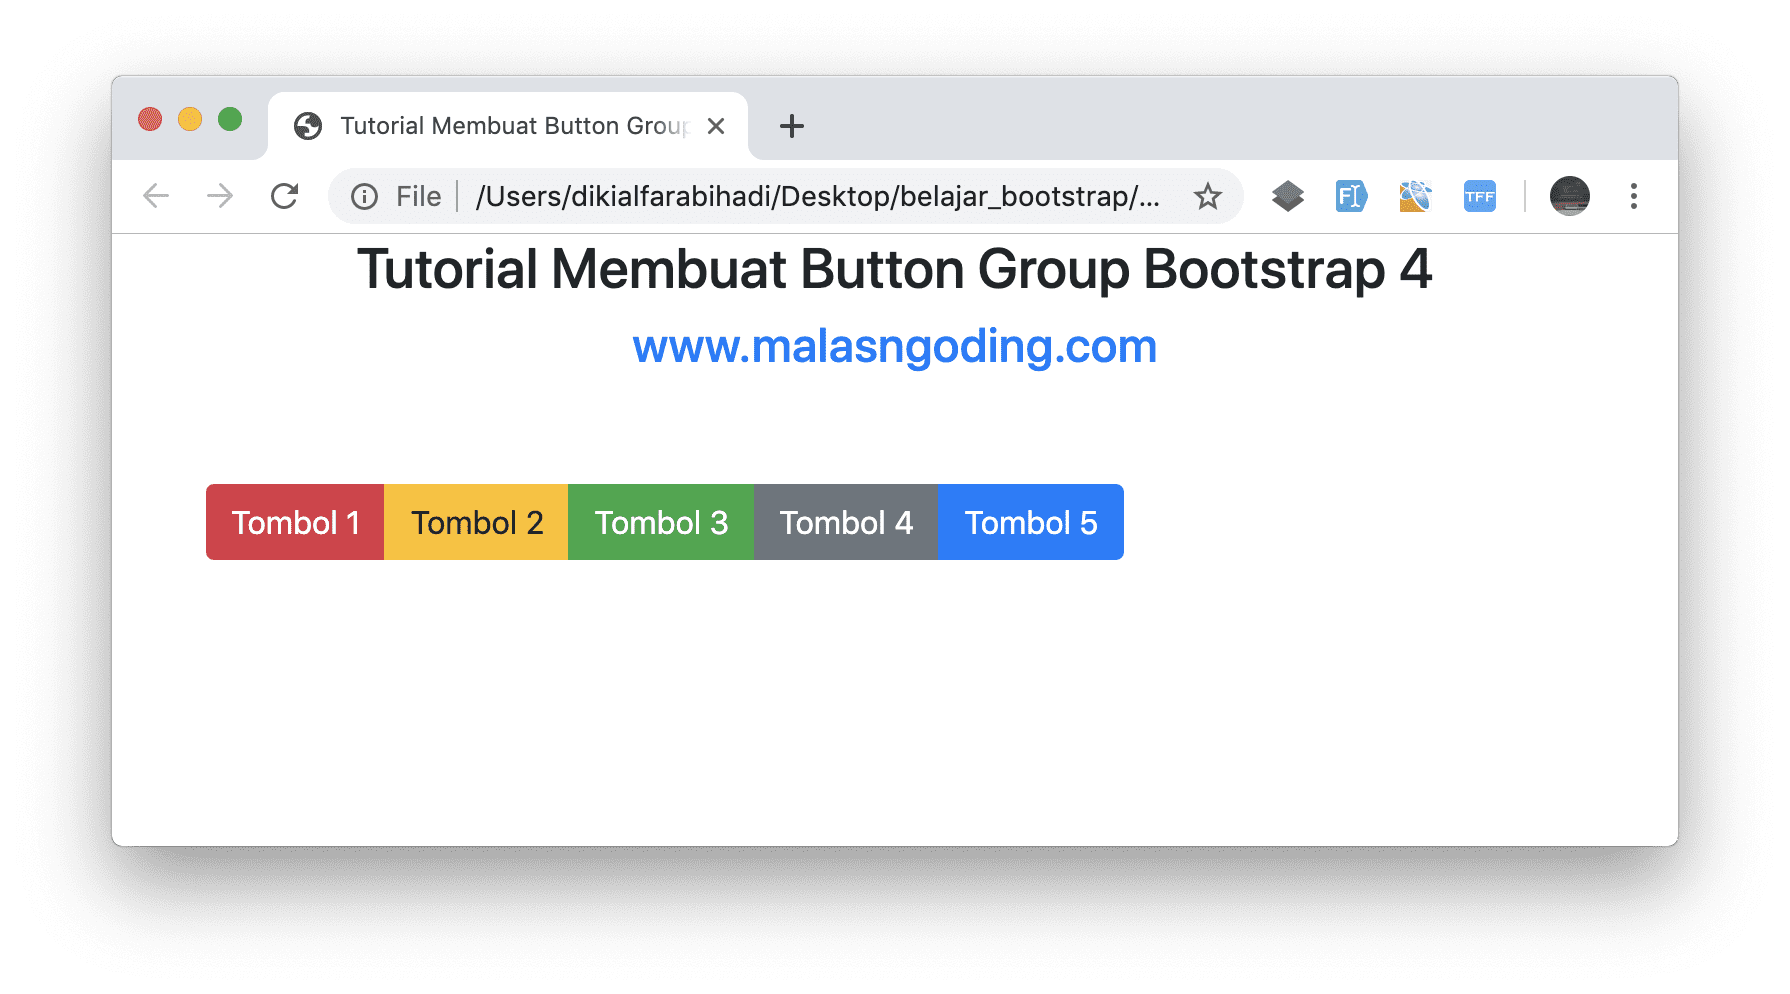 Tutorial Membuat Button Group
File /Users/dikialfarabihadi/Desktop/belajar_bootstrap/...
FI
TFF
Tutorial Membuat Button Group Bootstrap 4
www.malasngoding.com
Tombol 1 Tombol 2 Tombol 3 Tombol 4 Tombol 5